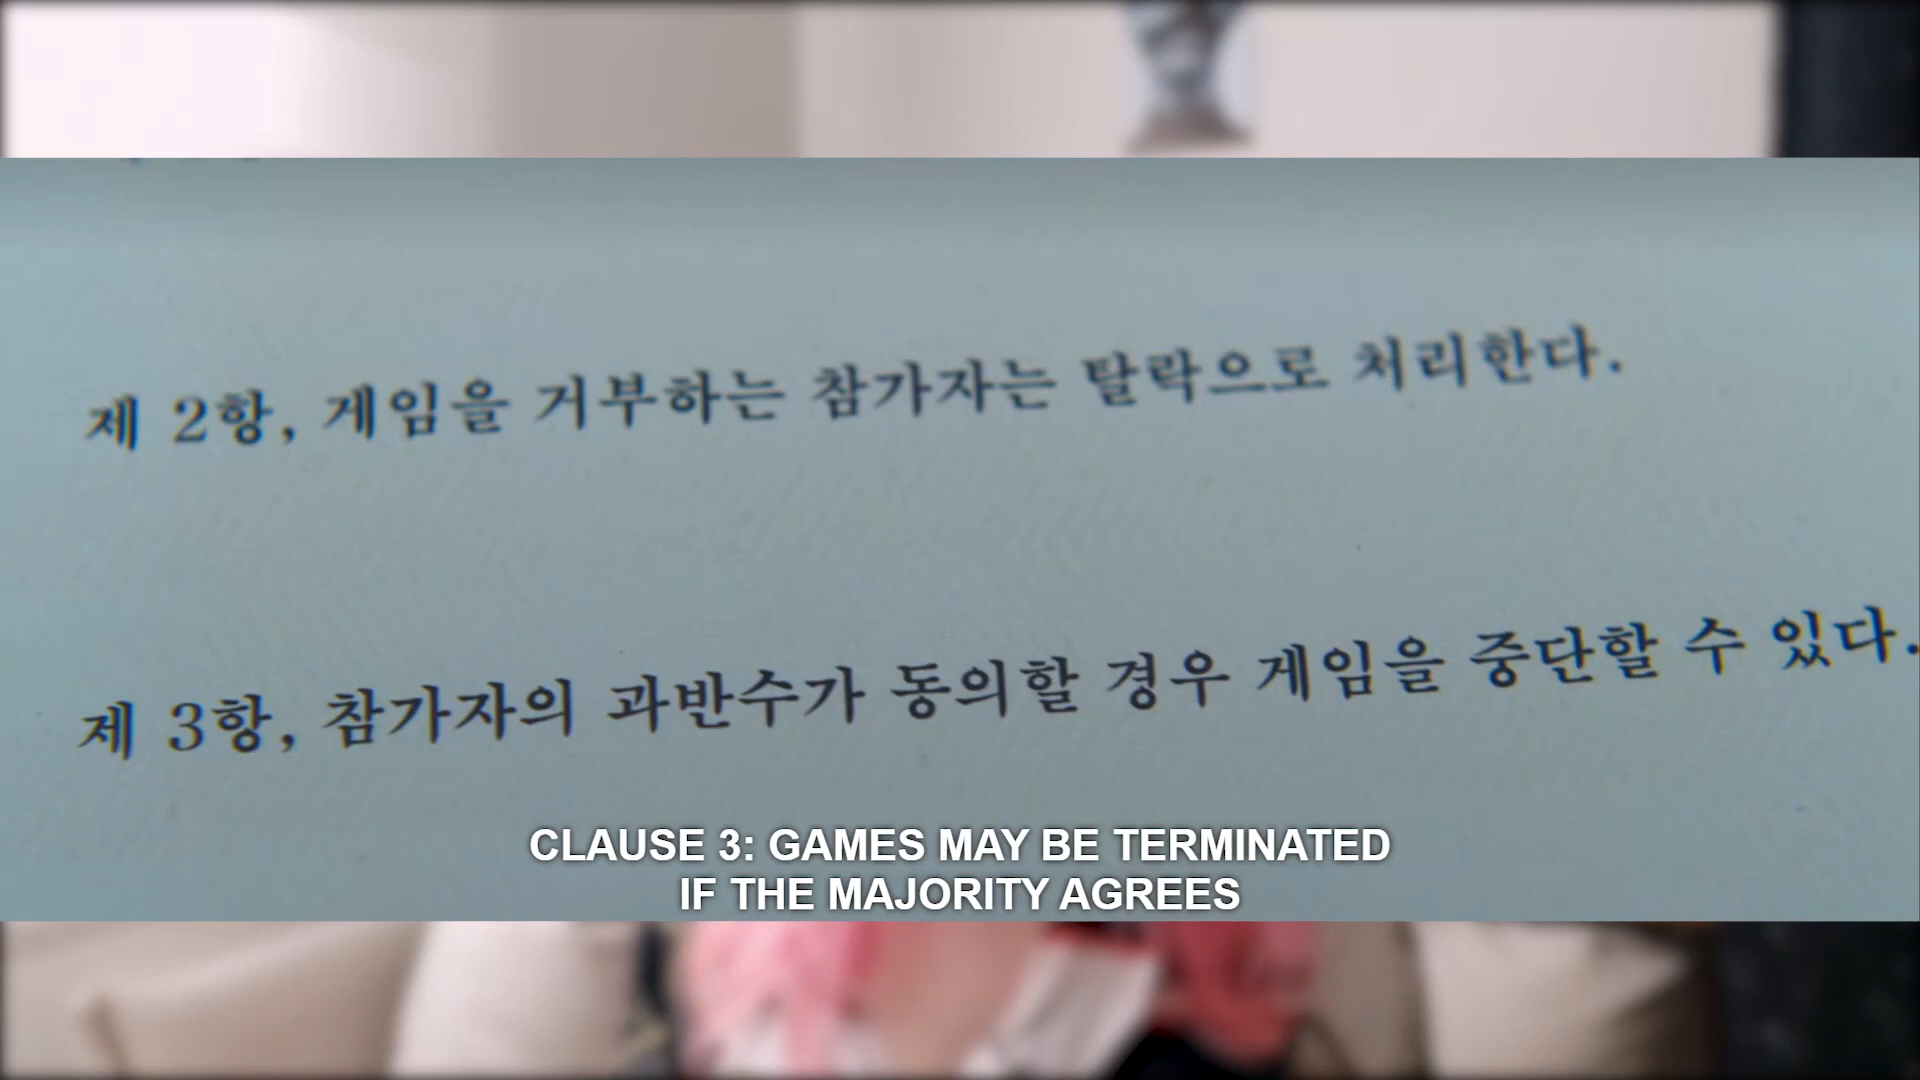 제 2항, 게임을 거부하는 참가자는 탈락으로 처리한다.
제 3항, 참가자의 과반수가 동의할 경우 게임을 중단할 수 있다.
CLAUSE 3: GAMES MAY BE TERMINATED
IF THE MAJORITY AGREES